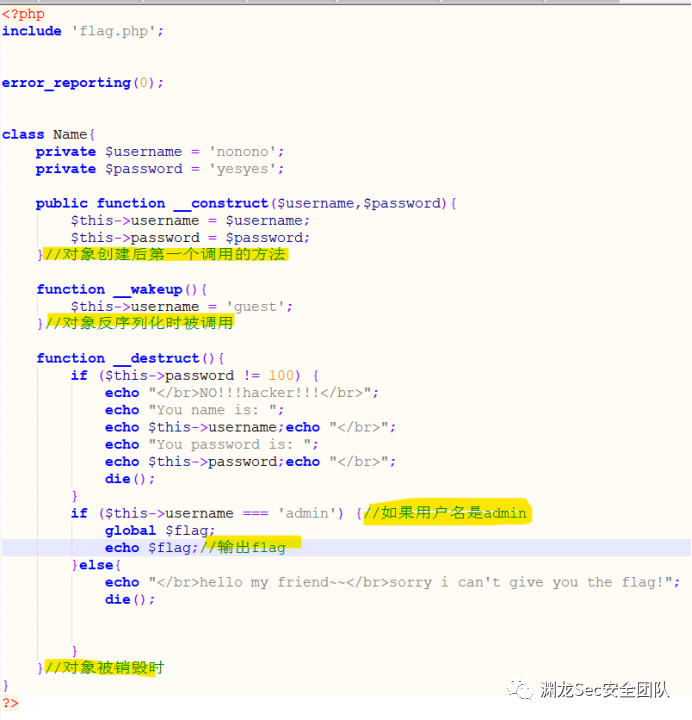 <?php
include 'flag.php';
error_reporting(0);
class Name{
private $username = 'nonono';
private $password = 'yesyes';
public function __construct($username,$password){
$this->username = $username;
$this->password = $password;
}//对象创建后第一个调用的方法
function __wakeup(){
$this->username = 'guest';
}//对象反序列化时被调用
function __destruct(){
if ($this->password != 100) {
echo "</br>NO!!!hacker!!!</br>";
echo "You name is: ";
echo $this->username;echo "</br>";
echo "You password is: ";
echo $this->password;echo "</br>";
die();
}
if ($this->username === 'admin') {//如果用户名是admin
global $flag;
echo $flag;//输出flag
}else{
echo "</br>hello my friend~~</br>sorry i can't give you the flag!";
die();
}
}//对象被销毁时
}
?>
渊龙Sec安全团队